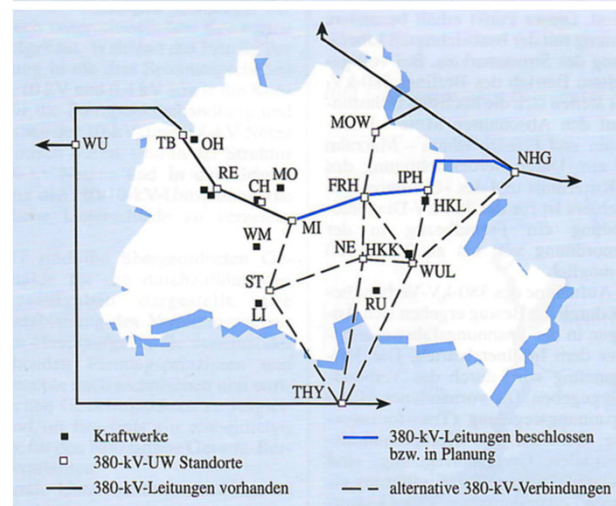 MOW
WU
TB
OH
NHG
RE
CH
MO
FRH
IPH
HKL
MI
WM
NE
HKK
WUL
ST
LI
RU
THY
Kraftwerke
380-kV-UW Standorte
380-kV-Leitungen vorhanden
380-kV-Leitungen beschlossen
bzw. in Planung
alternative 380-kV-Verbindungen